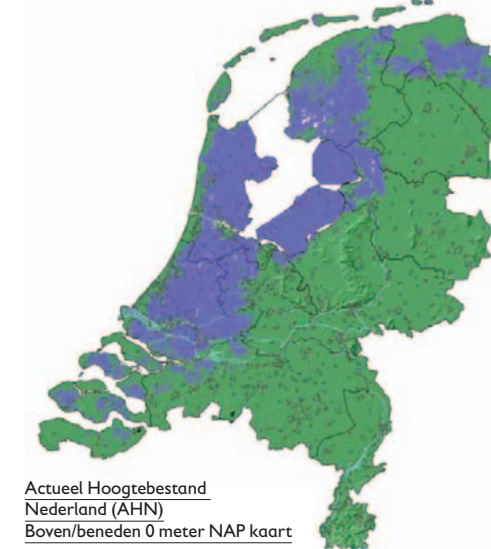 Actueel Hoogtebestand
Nederland (AHN)
Boven/beneden 0 meter NAP kaart